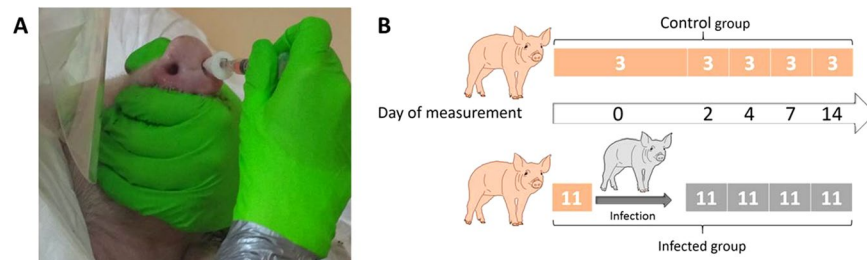 A
B
Control group
3 3 3 3 3
Day of measurement 0 2 4 7 14
11 Infection 11 11 11 11
Infected group